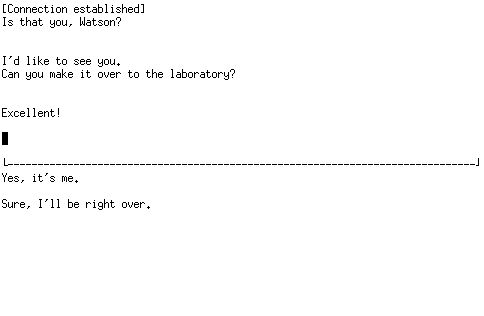 [Connection established]
Is that you, Watson?
I'd like to see you.
Can you make it over to the laboratory?
Excellent!
Yes, it's me.
Sure, I'll be right over.